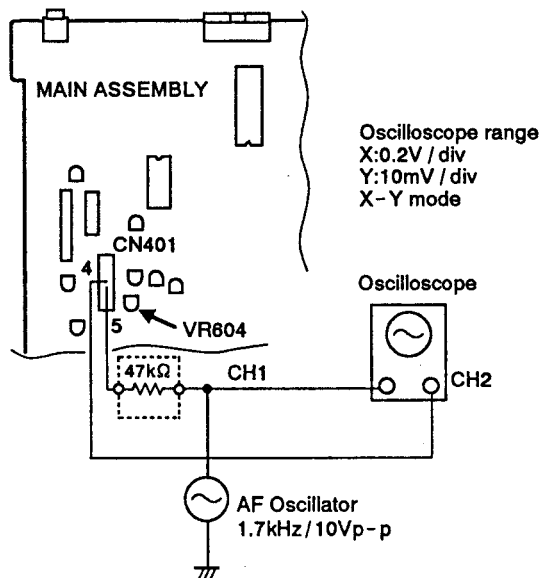 MAIN ASSEMBLY
Oscilloscope range
X:0.2V / div
Y:10mV / div
X-Y mode
CN401
4
5
VR604
Oscilloscope
47kΩ
CH1
CH2
AF Oscillator
1.7kHz / 10Vp-p